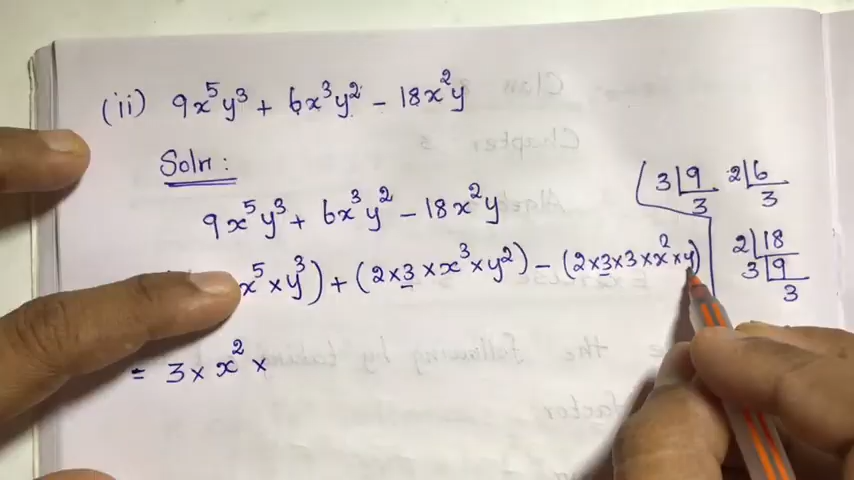 (ii) 9x⁵y³ + 6x³y² - 18x²y
Soln:
9x⁵y³ + 6x³y² - 18x²y
x⁵ × y³) + (2 × 3 × x³ × y²) - (2 × 3 × 3 × x² × y)
= 3 × x² ×
3 | 9
3
2 | 6
3
2 | 18
3 | 9
3